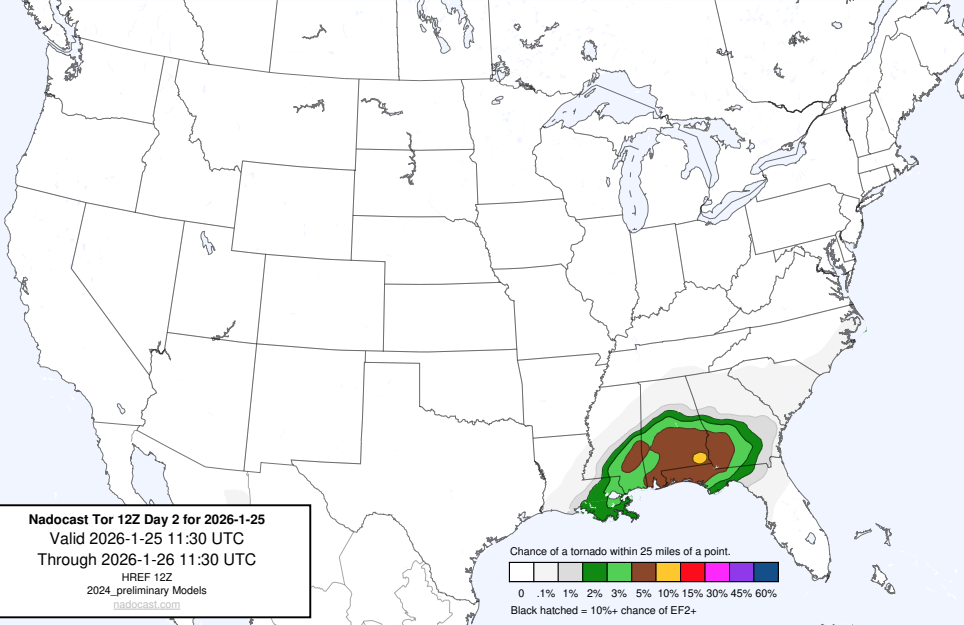 Nadocast Tor 12Z Day 2 for 2026-1-25
Valid 2026-1-25 11:30 UTC
Through 2026-1-26 11:30 UTC
HREF 12Z
2024_preliminary Models
nadocast.com
Chance of a tornado within 25 miles of a point.
0 .1% 1% 2% 3% 5% 10% 15% 30% 45% 60%
Black hatched = 10%+ chance of EF2+